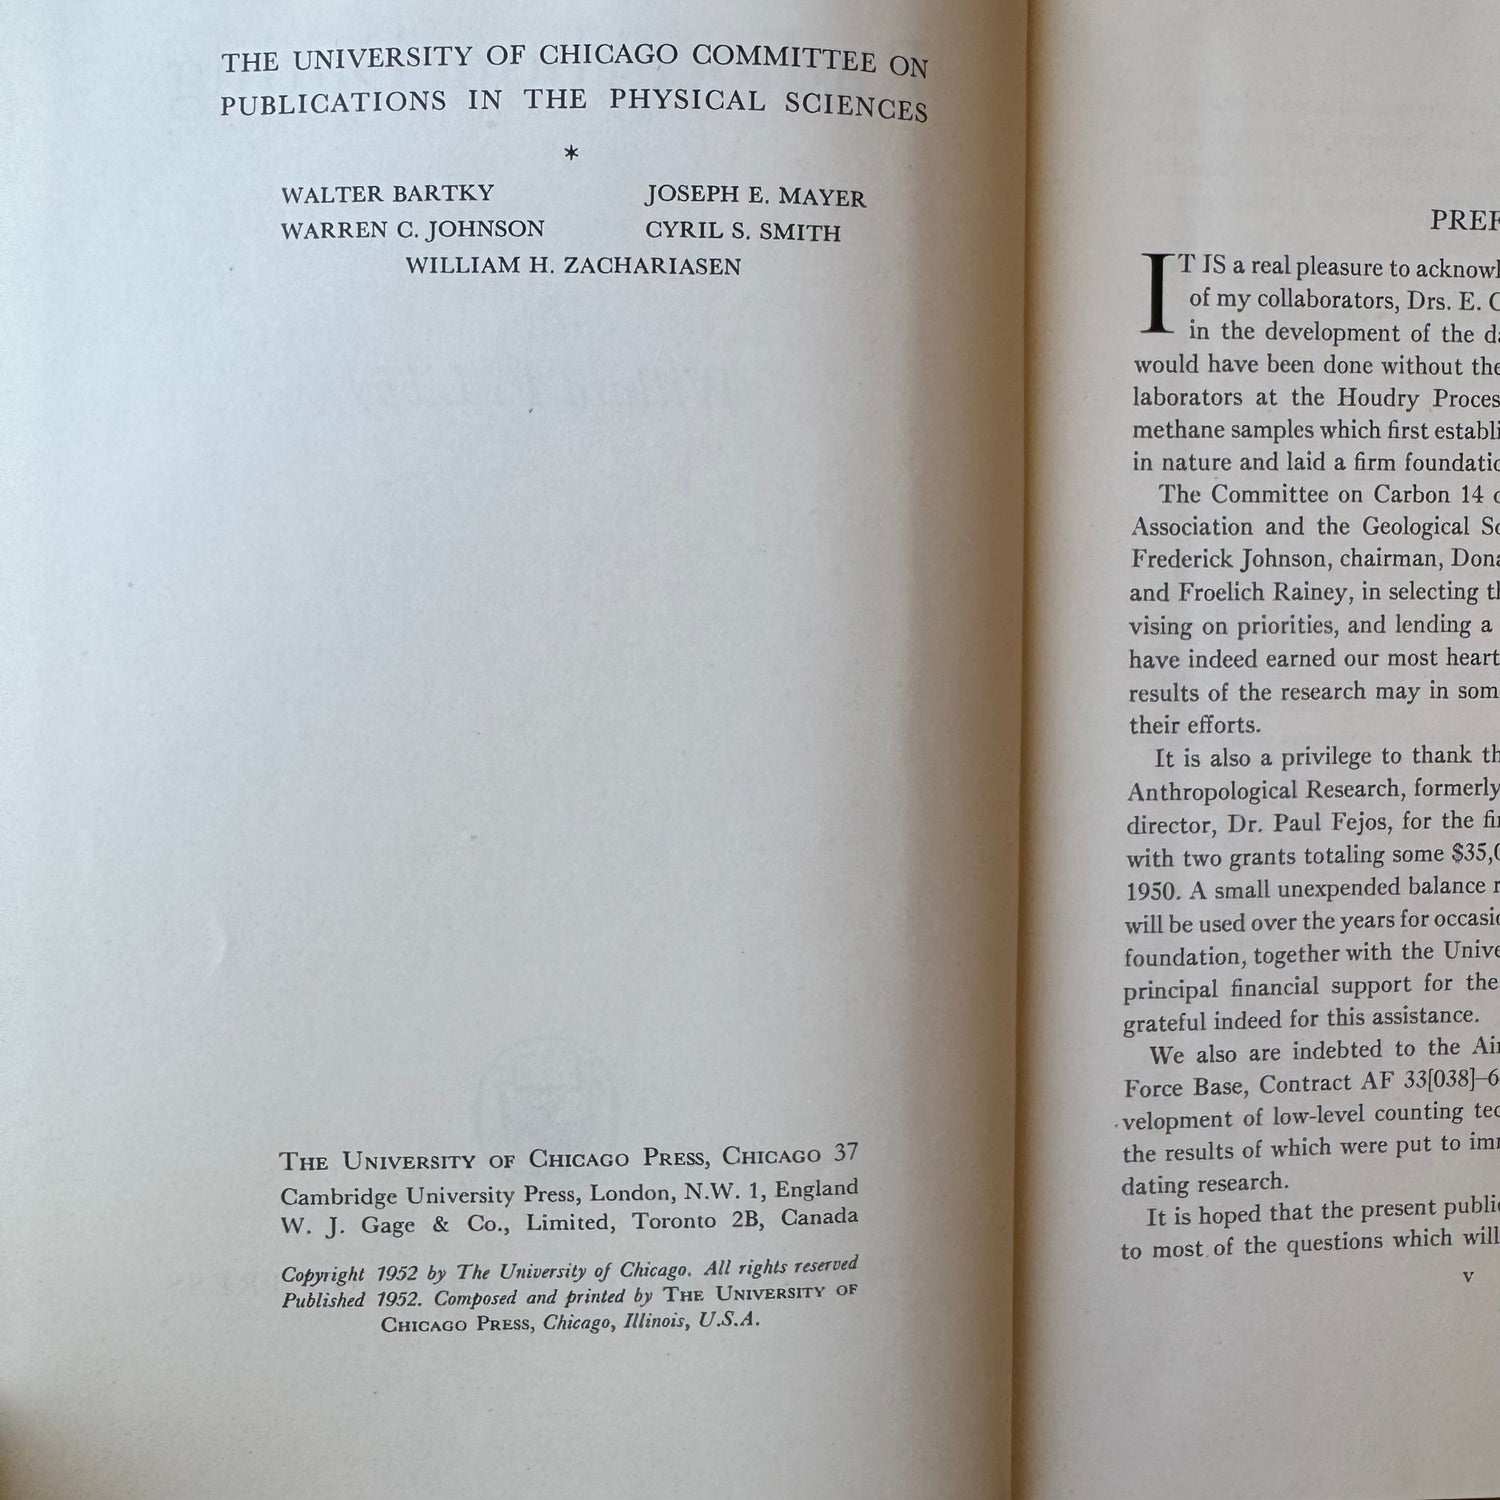 THE UNIVERSITY OF CHICAGO COMMITTEE ON
PUBLICATIONS IN THE PHYSICAL SCIENCES
*
WALTER BARTKY JOSEPH E. MAYER
WARREN C. JOHNSON CYRIL S. SMITH
WILLIAM H. ZACHARIASEN
THE UNIVERSITY OF CHICAGO PRESS, CHICAGO 37
Cambridge University Press, London, N.W. 1, England
W. J. Gage & Co., Limited, Toronto 2B, Canada
Copyright 1952 by The University of Chicago. All rights reserved
Published 1952. Composed and printed by THE UNIVERSITY OF
CHICAGO PRESS, Chicago, Illinois, U.S.A.
PREF
IT IS a real pleasure to acknowl
of my collaborators, Drs. E. C
in the development of the da
would have been done without the
laborators at the Houdry Proces
methane samples which first establi
in nature and laid a firm foundatio
The Committee on Carbon 14 o
Association and the Geological So
Frederick Johnson, chairman, Dona
and Froelich Rainey, in selecting th
vising on priorities, and lending a
have indeed earned our most heart
results of the research may in som
their efforts.
It is also a privilege to thank th
Anthropological Research, formerly
director, Dr. Paul Fejos, for the fin
with two grants totaling some $35,0
1950. A small unexpended balance r
will be used over the years for occasio
foundation, together with the Unive
principal financial support for the
grateful indeed for this assistance.
We also are indebted to the Air
Force Base, Contract AF 33[038]–6
velopment of low-level counting tec
the results of which were put to imm
dating research.
It is hoped that the present public
to most of the questions which will
v